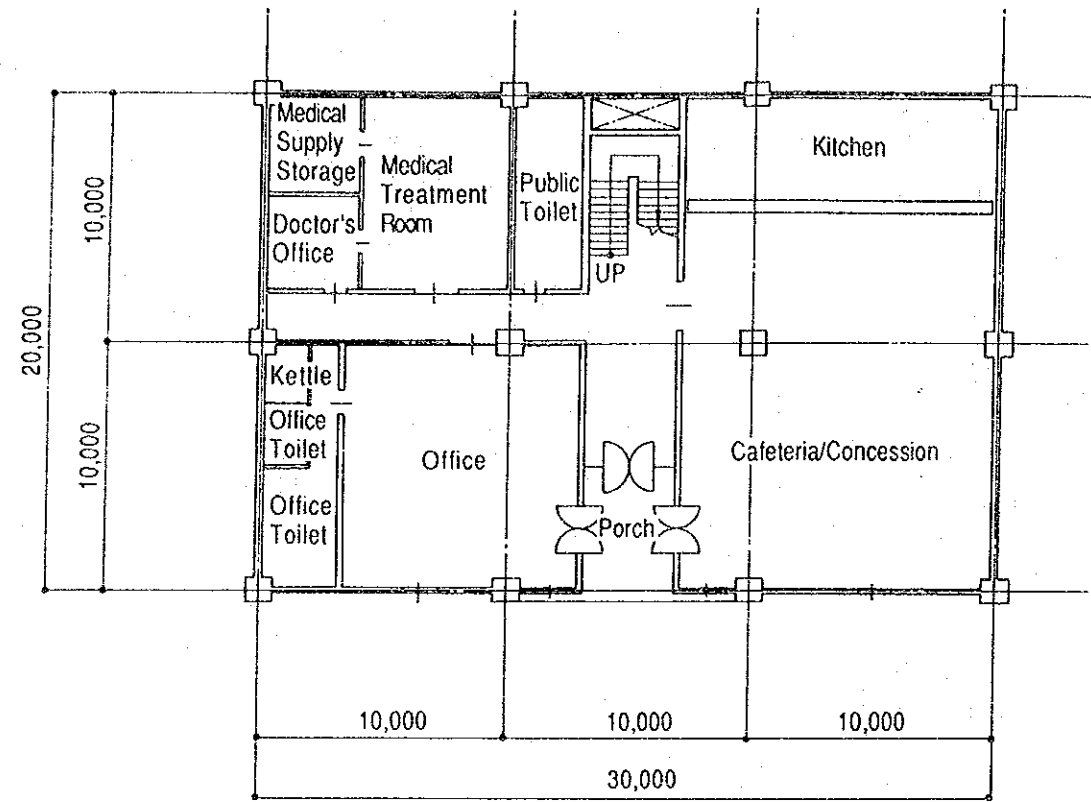 Medical
Supply
Storage
Medical
Treatment
Room
Public
Toilet
Kitchen
Doctor's
Office
UP
10,000
20,000
10,000
Kettle
Office
Toilet
Office
Office
Toilet
Porch
Cafeteria/Concession
10,000
10,000
10,000
30,000